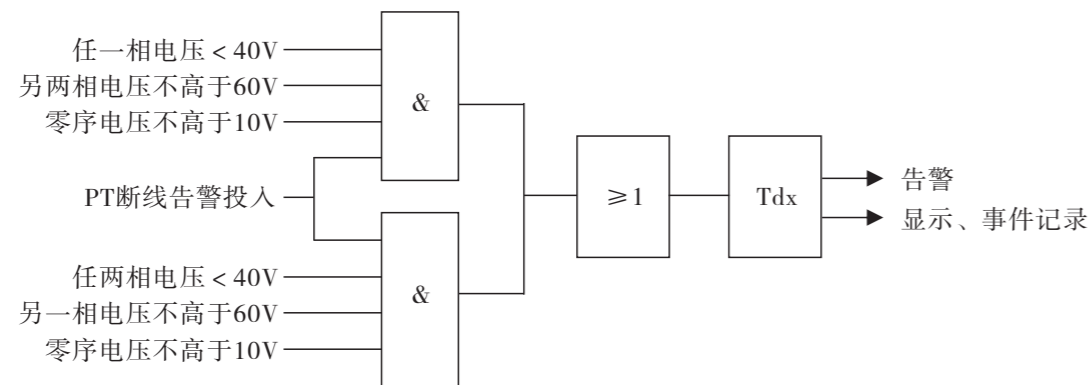 任一相电压<40V
另两相电压不高于60V
零序电压不高于10V
&
PT断线告警投入
≥1
Tdx
告警
显示、事件记录
任两相电压<40V
另一相电压不高于60V
零序电压不高于10V
&